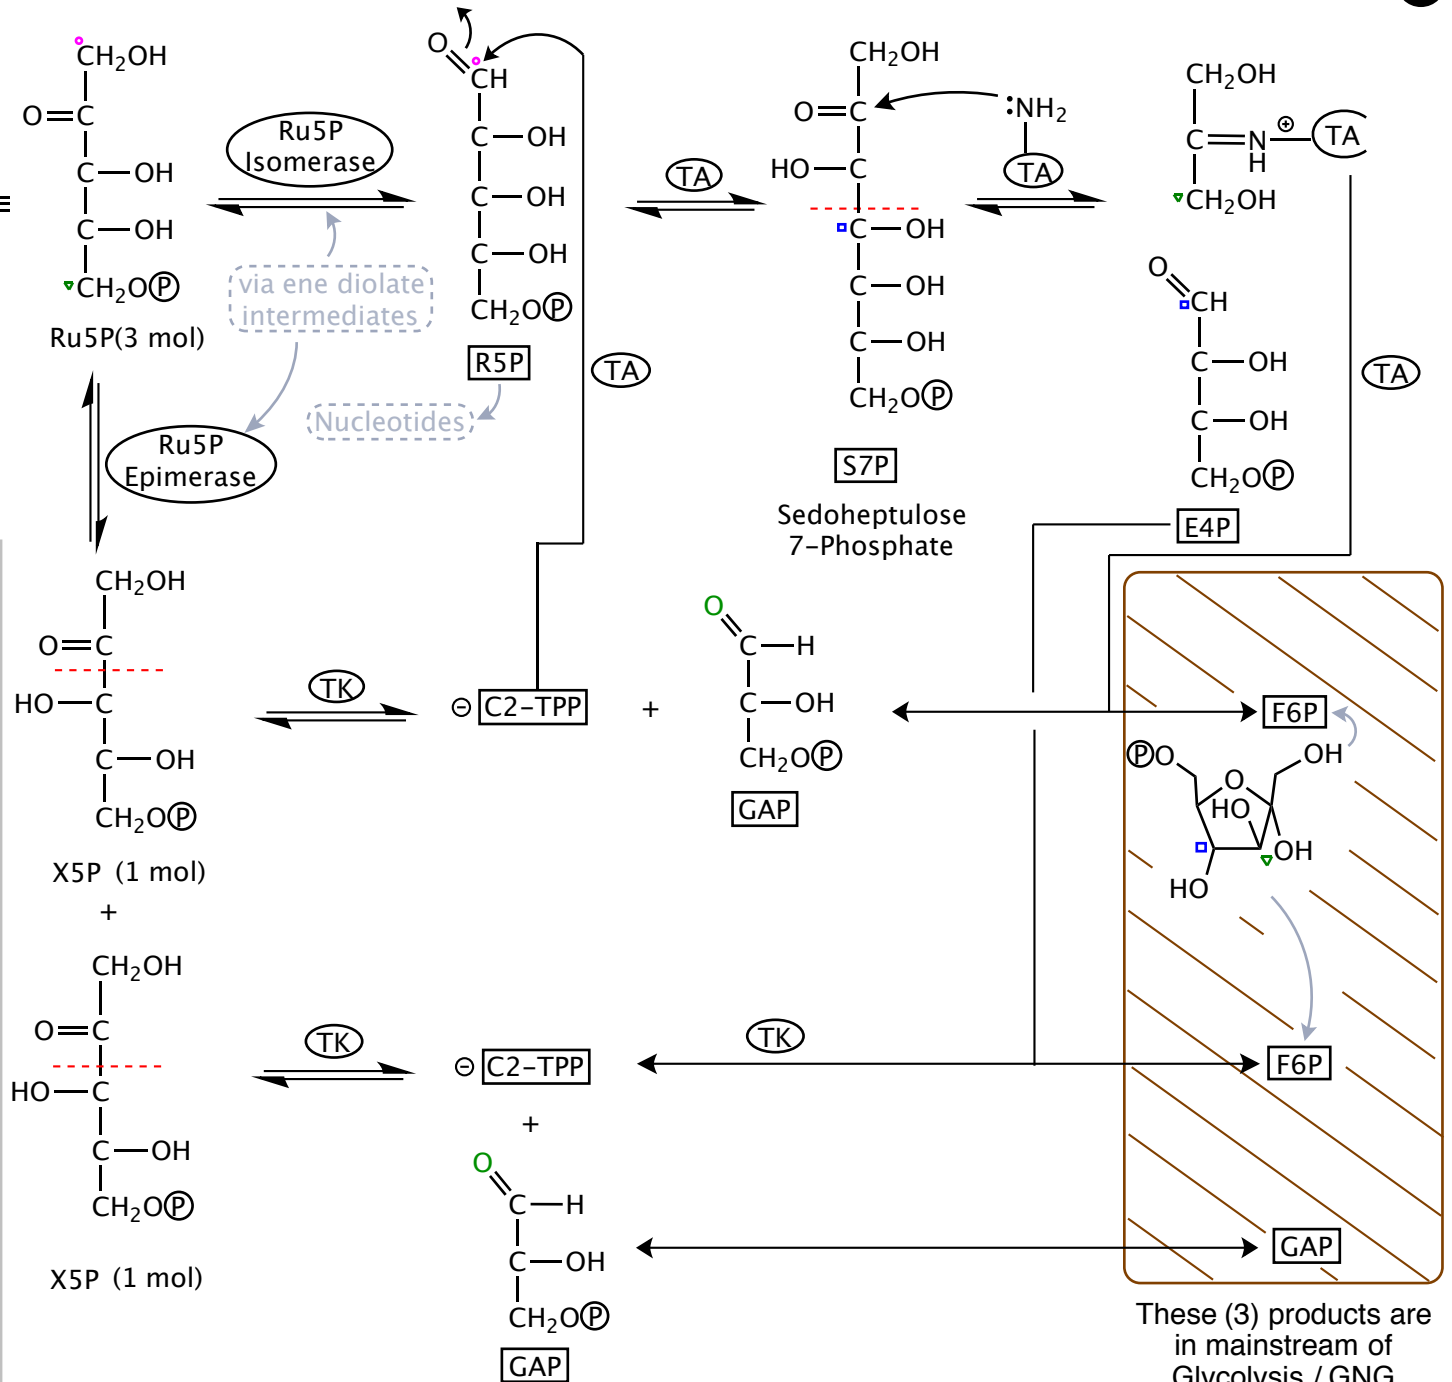 CH2OH
O=C
C-OH
C-OH
CH2OP
Ru5P(3 mol)
Ru5P
Isomerase
via ene diolate
intermediates
O
CH
C-OH
C-OH
C-OH
CH2OP
R5P
Nucleotides
TA
TA
CH2OH
O=C
HO-C
C-OH
C-OH
C-OH
CH2OP
S7P
Sedoheptulose
7-Phosphate
:NH2
TA
CH2OH
C=N
H
⊕
TA
CH2OH
O
CH
C-OH
C-OH
CH2OP
E4P
TA
Ru5P
Epimerase
CH2OH
O=C
HO-C
C-OH
CH2OP
X5P (1 mol)
+
TK
⊖ C2-TPP
+
O
C-H
C-OH
CH2OP
GAP
F6P
PO
O
OH
HO
OH
HO
CH2OH
O=C
HO-C
C-OH
CH2OP
X5P (1 mol)
TK
⊖ C2-TPP
TK
F6P
+
O
C-H
C-OH
CH2OP
GAP
GAP
These (3) products are
in mainstream of
Glycolysis / GNG